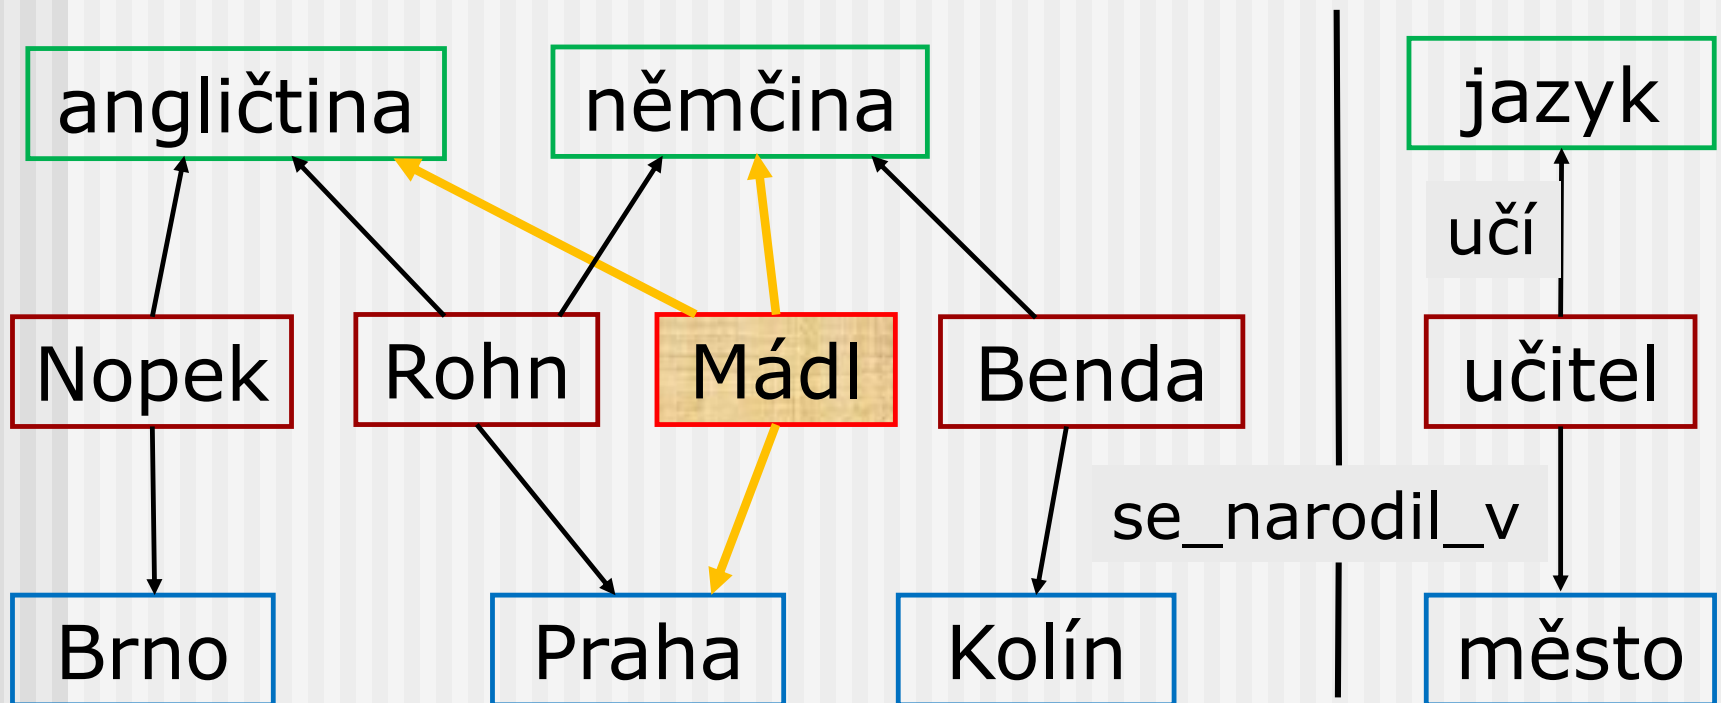 angličtina němčina jazyk
učí
Nopek Rohn Mádl Benda učitel
se_narodil_v
Brno Praha Kolín město